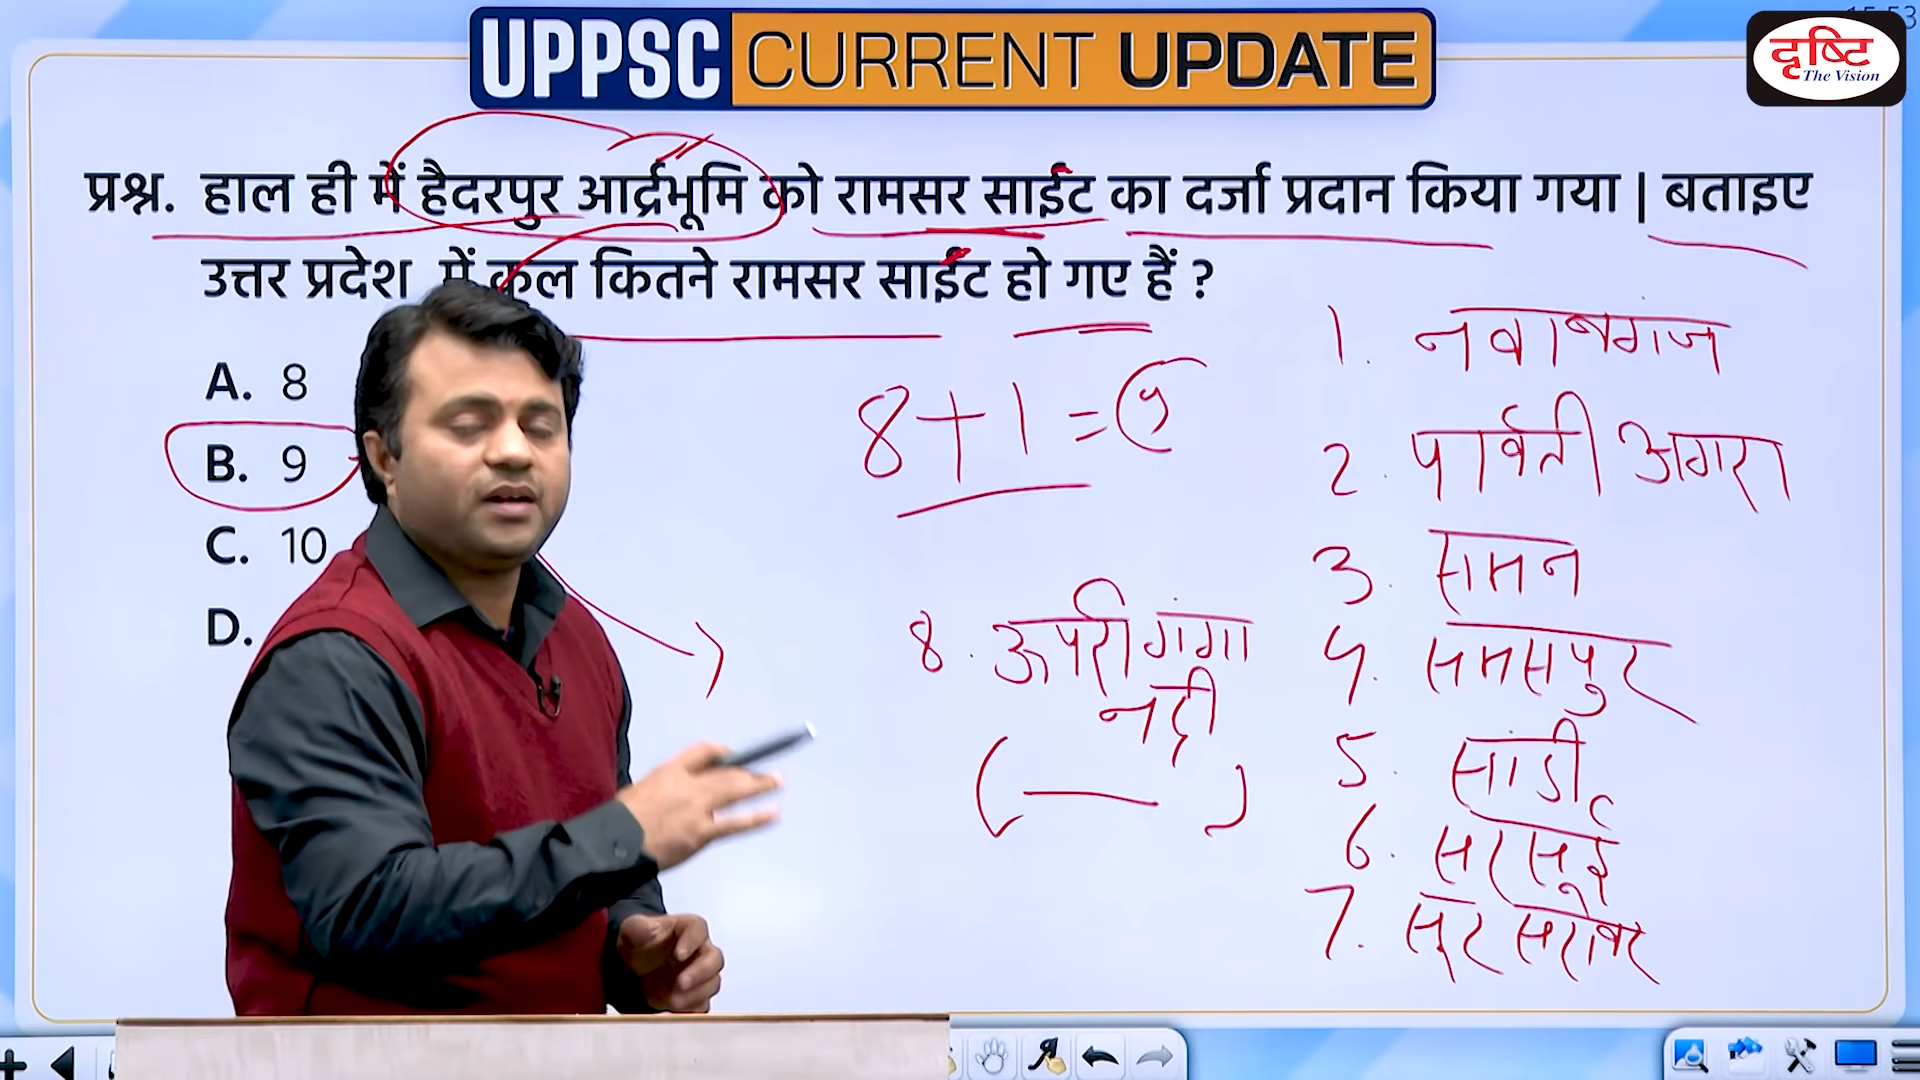 UPPSC CURRENT UPDATE
दृष्टि
The Vision
प्रश्न. हाल ही में हैदरपुर आर्द्रभूमि को रामसर साईट का दर्जा प्रदान किया गया | बताइए
उत्तर प्रदेश में कुल कितने रामसर साईट हो गए हैं ?
A. 8
B. 9
C. 10
D.
8 + 1 = 9
1. नवाबगंज
2. पार्वती अगरा
3. समन
4. समसपुर
5. सांडी
6. सरसई
7. सूर सरोवर
8. ऊपरी गंगा
नदी